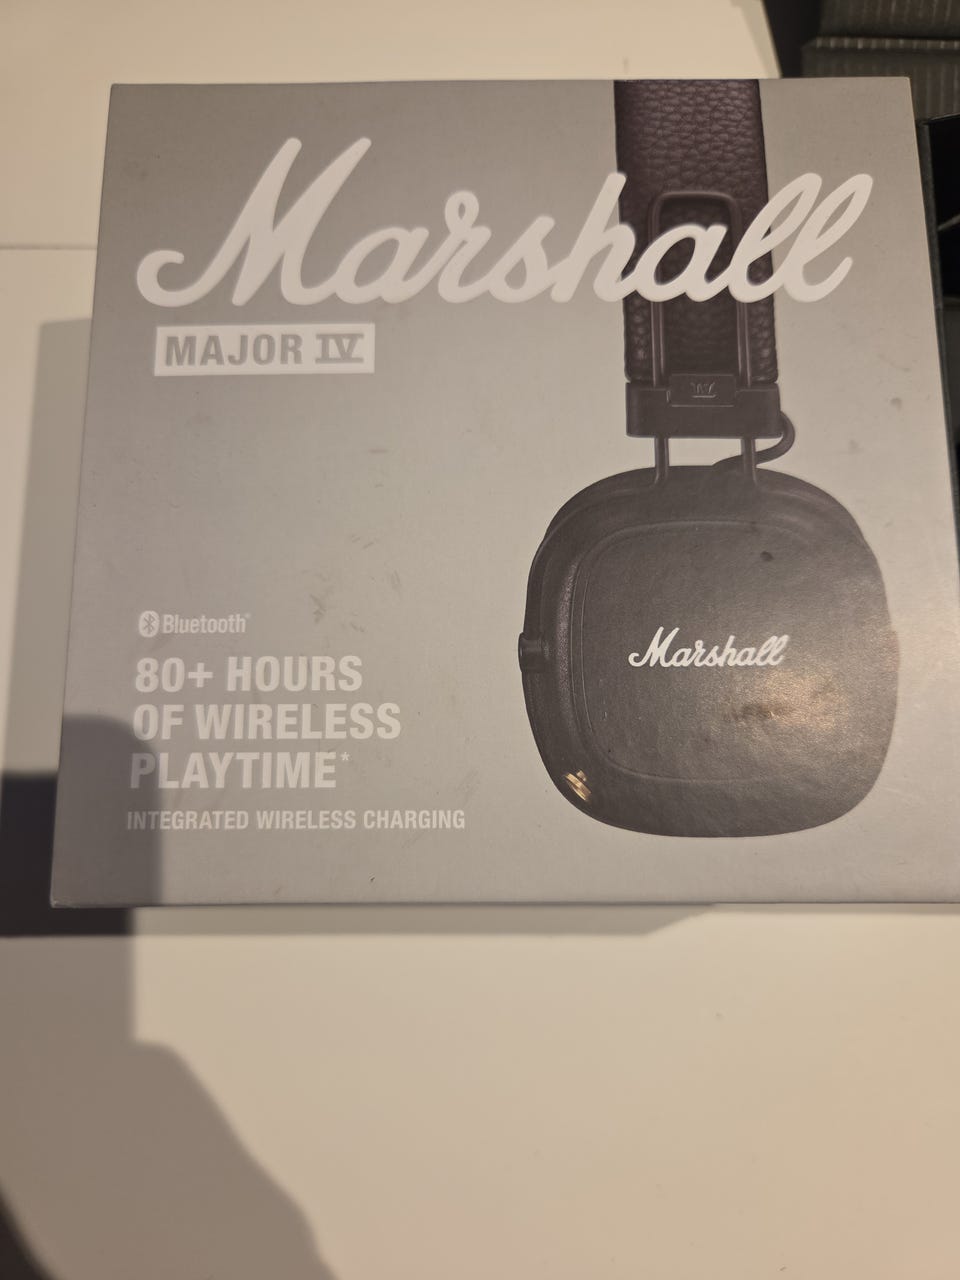 Marshall
MAJOR IV
Marshall
Bluetooth®
80+ HOURS
OF WIRELESS
PLAYTIME*
INTEGRATED WIRELESS CHARGING